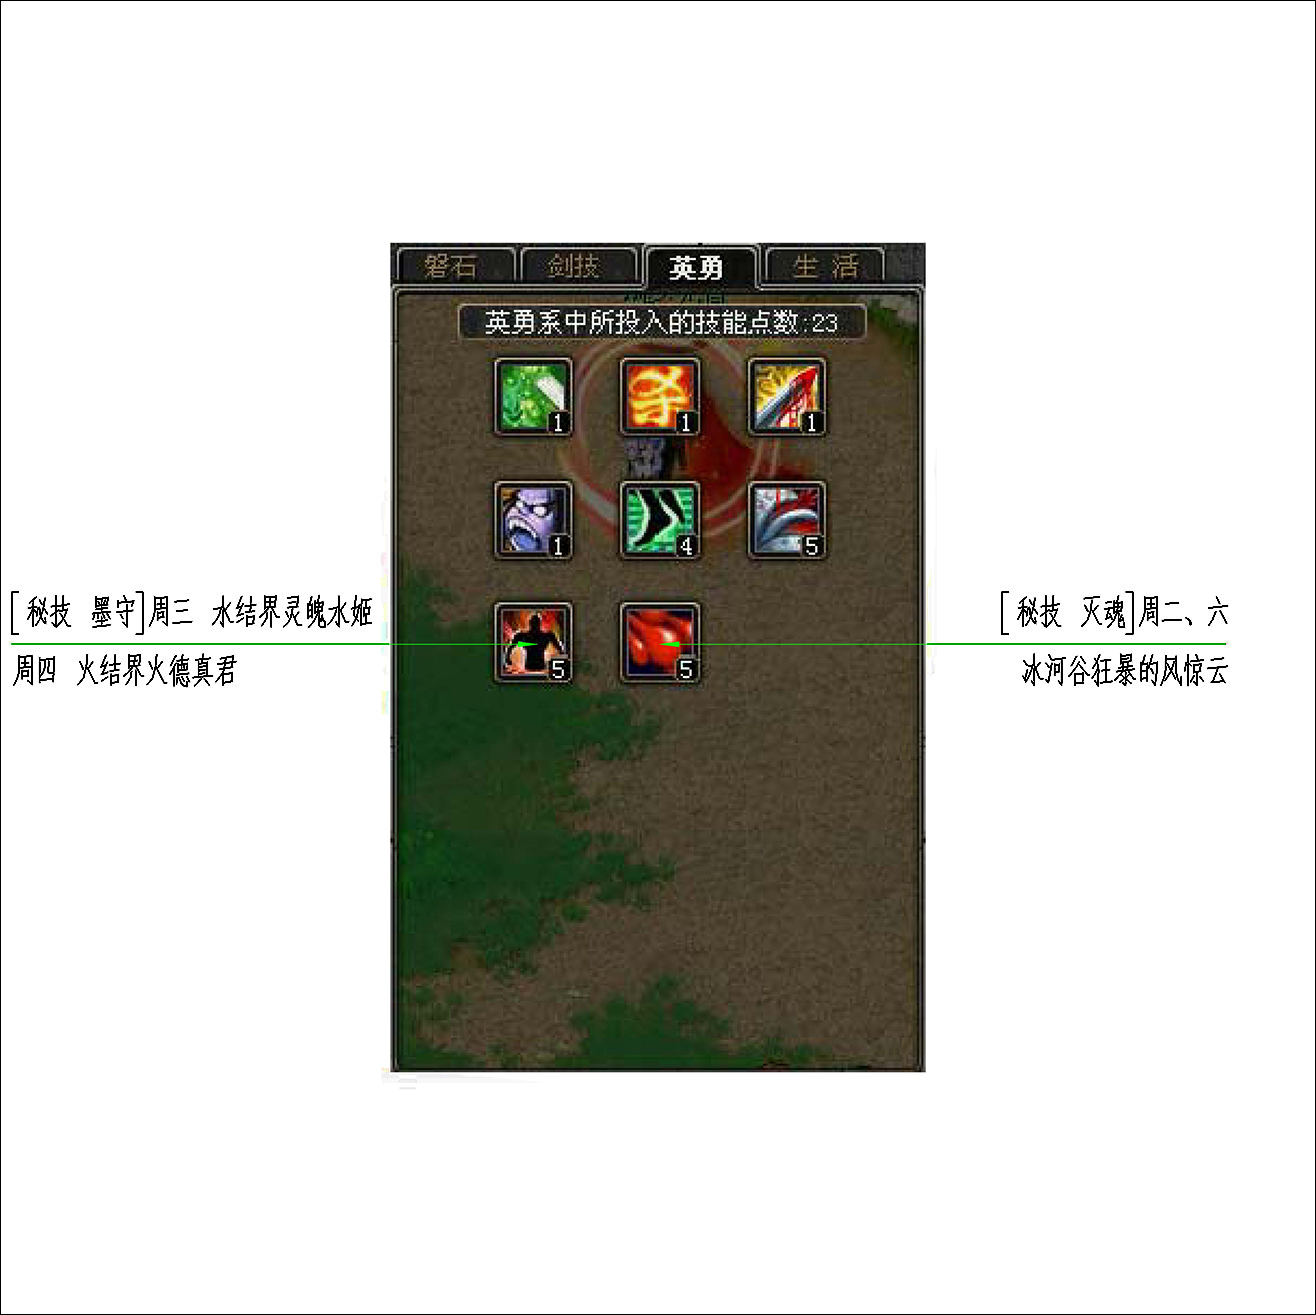 磐石 剑技 英勇 生活
英勇系中所投入的技能点数:23
1 1 1
1 4 5
[秘技 墨守]周三 水结界灵魄水姬
周四 火结界火德真君
5 5
[秘技 灭魂]周二、六
冰河谷狂暴的风惊云